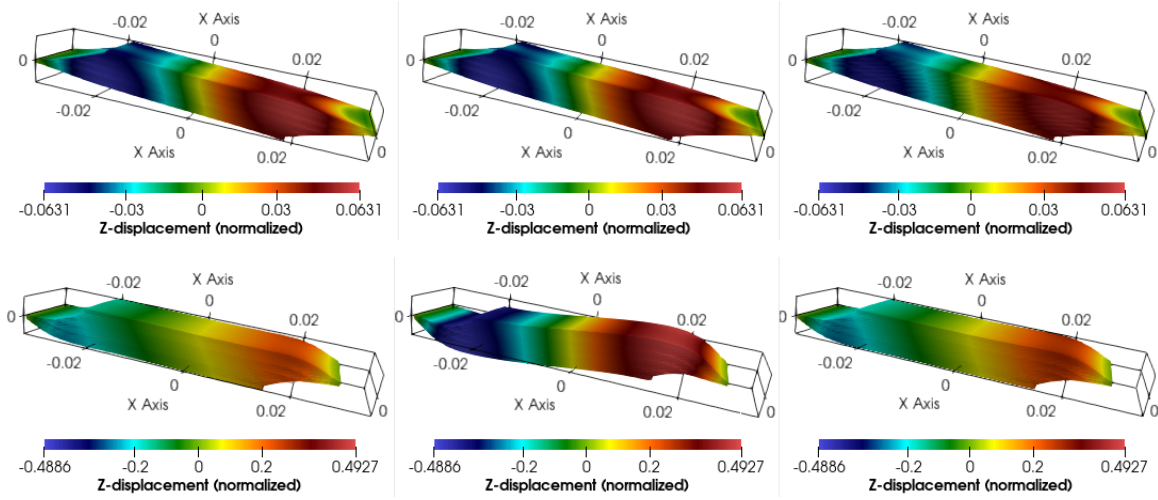 -0.02 X Axis
0 0
0.02
-0.02
0
X Axis 0.02 0
-0.0631 -0.03 0 0.03 0.0631
Z-displacement (normalized)
-0.02 X Axis
0
0.02
-0.02
0
X Axis 0.02 0
-0.0631 -0.03 0 0.03 0.0631
Z-displacement (normalized)
-0.02 X Axis
0 0
0.02
-0.02
0
X Axis 0.02 0
-0.0631 -0.03 0 0.03 0.0631
Z-displacement (normalized)
-0.02 X Axis
0
0 0.02
-0.02
0
X Axis 0.02 0
-0.4886 -0.2 0 0.2 0.4927
Z-displacement (normalized)
-0.02 X Axis
0
0 0.02
-0.02
0
X Axis 0.02 0
-0.4886 -0.2 0 0.2 0.4927
Z-displacement (normalized)
-0.02 X Axis
0
0 0.02
-0.02
0
X Axis 0.02 0
-0.4886 -0.2 0 0.2 0.4927
Z-displacement (normalized)